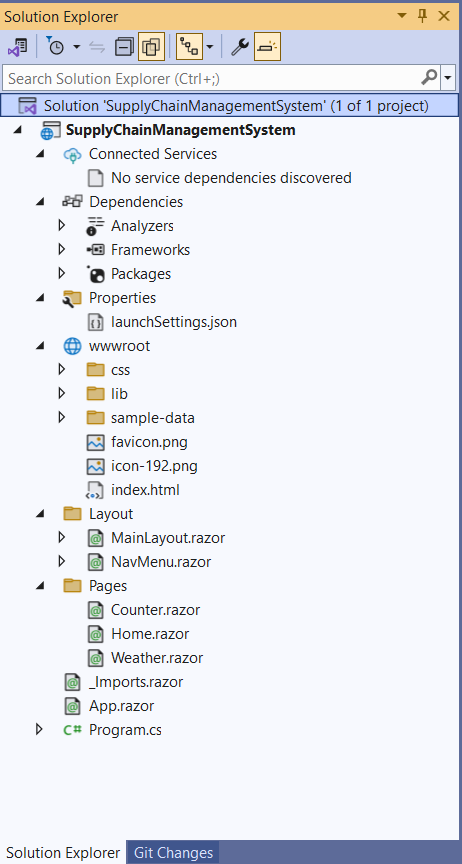 Solution Explorer
Search Solution Explorer (Ctrl+;)
Solution 'SupplyChainManagementSystem' (1 of 1 project)
SupplyChainManagementSystem
Connected Services
No service dependencies discovered
Dependencies
Analyzers
Frameworks
Packages
Properties
launchSettings.json
wwwroot
css
lib
sample-data
favicon.png
icon-192.png
index.html
Layout
MainLayout.razor
NavMenu.razor
Pages
Counter.razor
Home.razor
Weather.razor
_Imports.razor
App.razor
C# Program.cs
Solution Explorer Git Changes